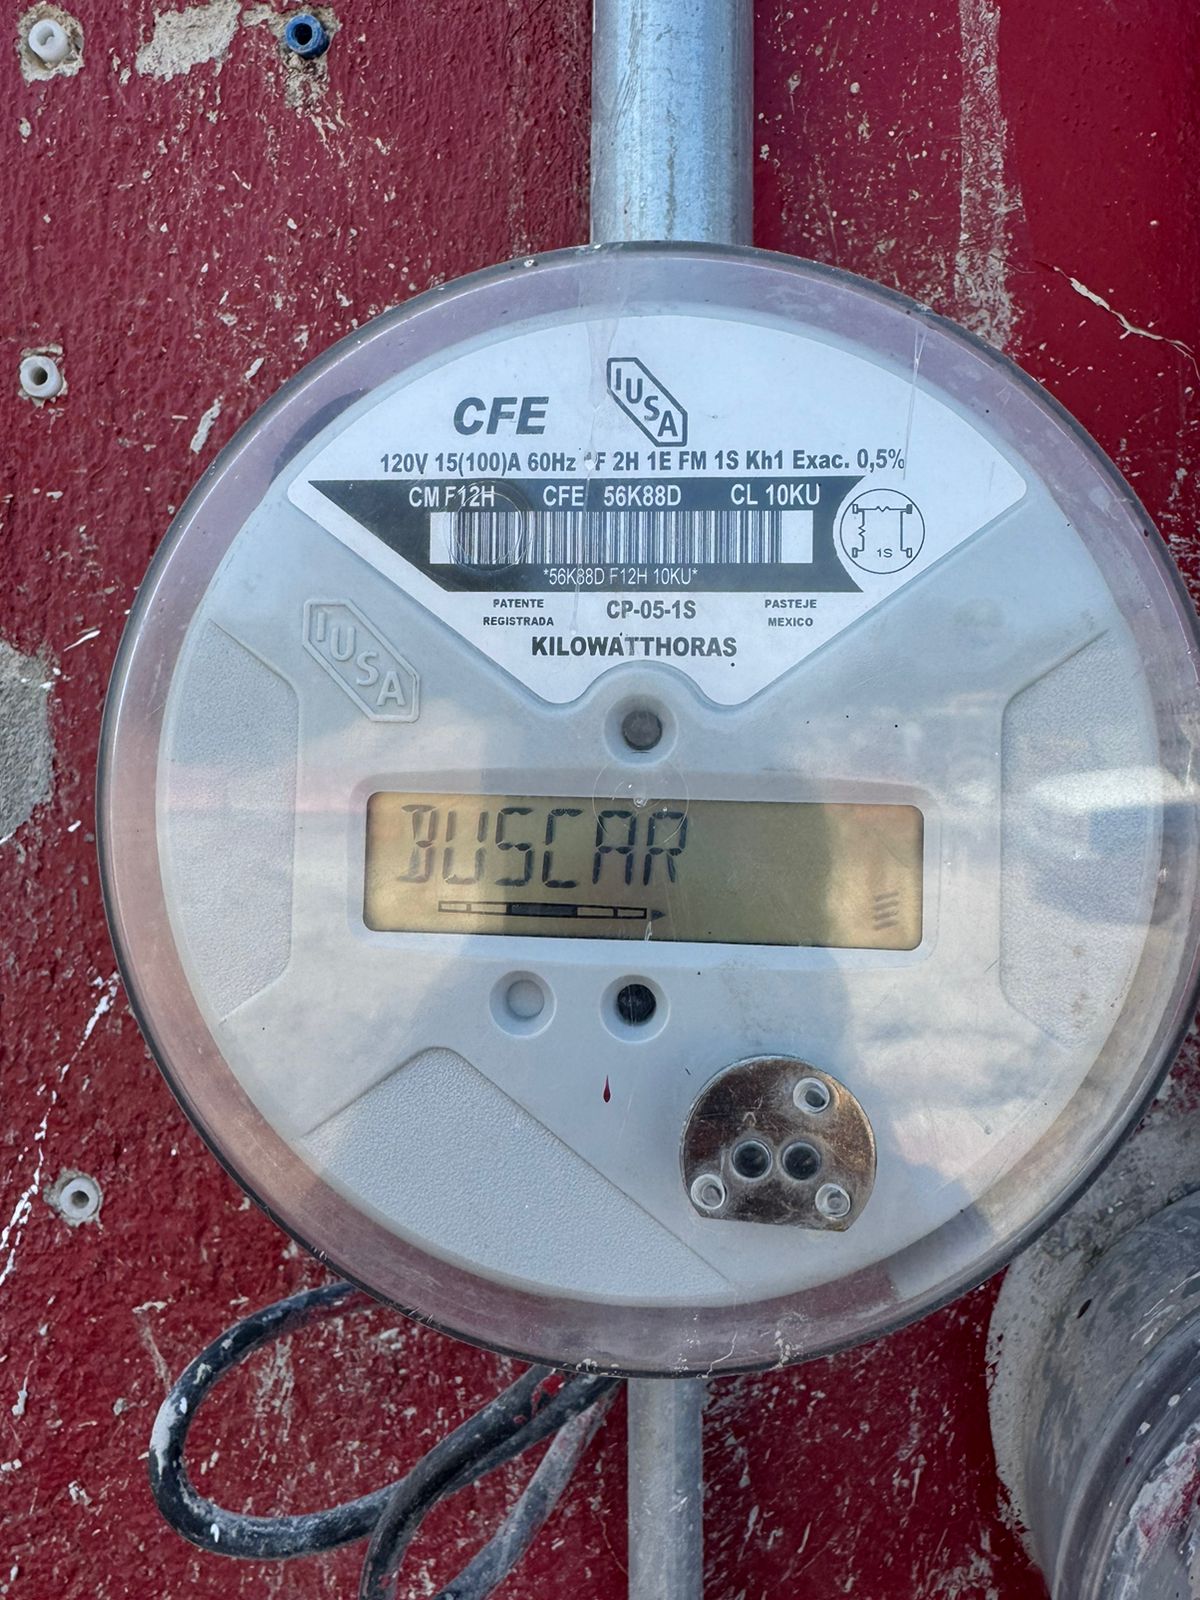 IUSA
CFE
120V 15(100)A 60Hz 1F 2H 1E FM 1S Kh1 Exac. 0,5%
CM F12H CFE 56K88D CL 10KU
1S
*56K88D F12H 10KU*
PATENTE REGISTRADA
CP-05-1S
PASTEJE MEXICO
KILOWATTHORAS
IUSA
BUSCAR